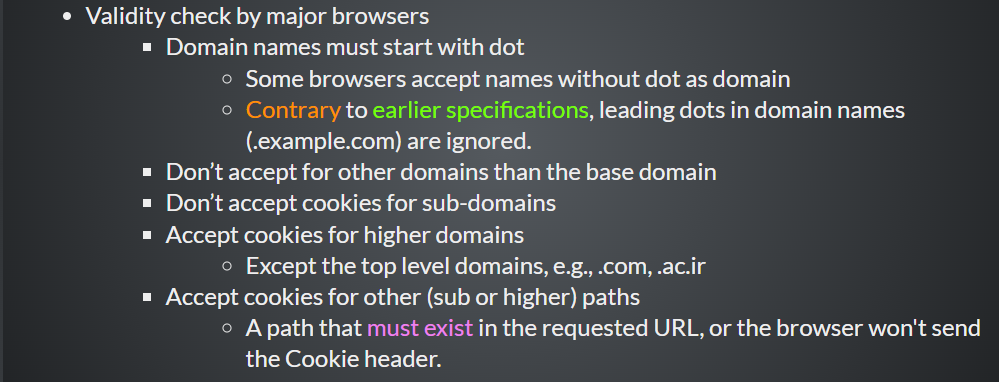 Validity check by major browsers
Domain names must start with dot
Some browsers accept names without dot as domain
Contrary to earlier specifications, leading dots in domain names
(.example.com) are ignored.
Don’t accept for other domains than the base domain
Don’t accept cookies for sub-domains
Accept cookies for higher domains
Except the top level domains, e.g., .com, .ac.ir
Accept cookies for other (sub or higher) paths
A path that must exist in the requested URL, or the browser won't send
the Cookie header.